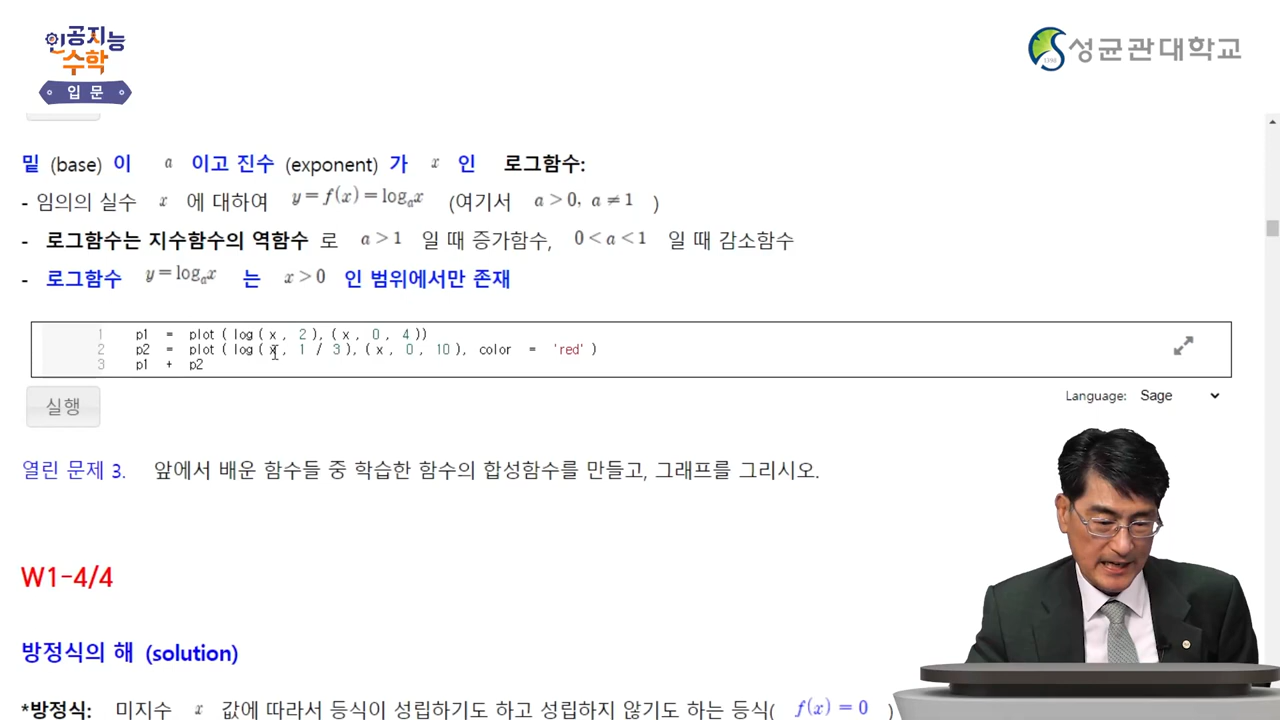 인공지능
수학
입 문
성균관대학교
밑 (base) 이 a 이고 진수 (exponent) 가 x 인 로그함수:
- 임의의 실수 x 에 대하여 y = f(x) = logₐx (여기서 a > 0, a ≠ 1 )
- 로그함수는 지수함수의 역함수 로 a > 1 일 때 증가함수, 0 < a < 1 일 때 감소함수
- 로그함수 y = logₐx 는 x > 0 인 범위에서만 존재
1 p1 = plot ( log ( x , 2 ), ( x , 0 , 4 ))
2 p2 = plot ( log ( x , 1 / 3 ), ( x , 0 , 10 ), color = 'red' )
3 p1 + p2
실행
Language: Sage
열린 문제 3. 앞에서 배운 함수들 중 학습한 함수의 합성함수를 만들고, 그래프를 그리시오.
W1-4/4
방정식의 해 (solution)
*방정식: 미지수 x 값에 따라서 등식이 성립하기도 하고 성립하지 않기도 하는 등식( f(x) = 0 )